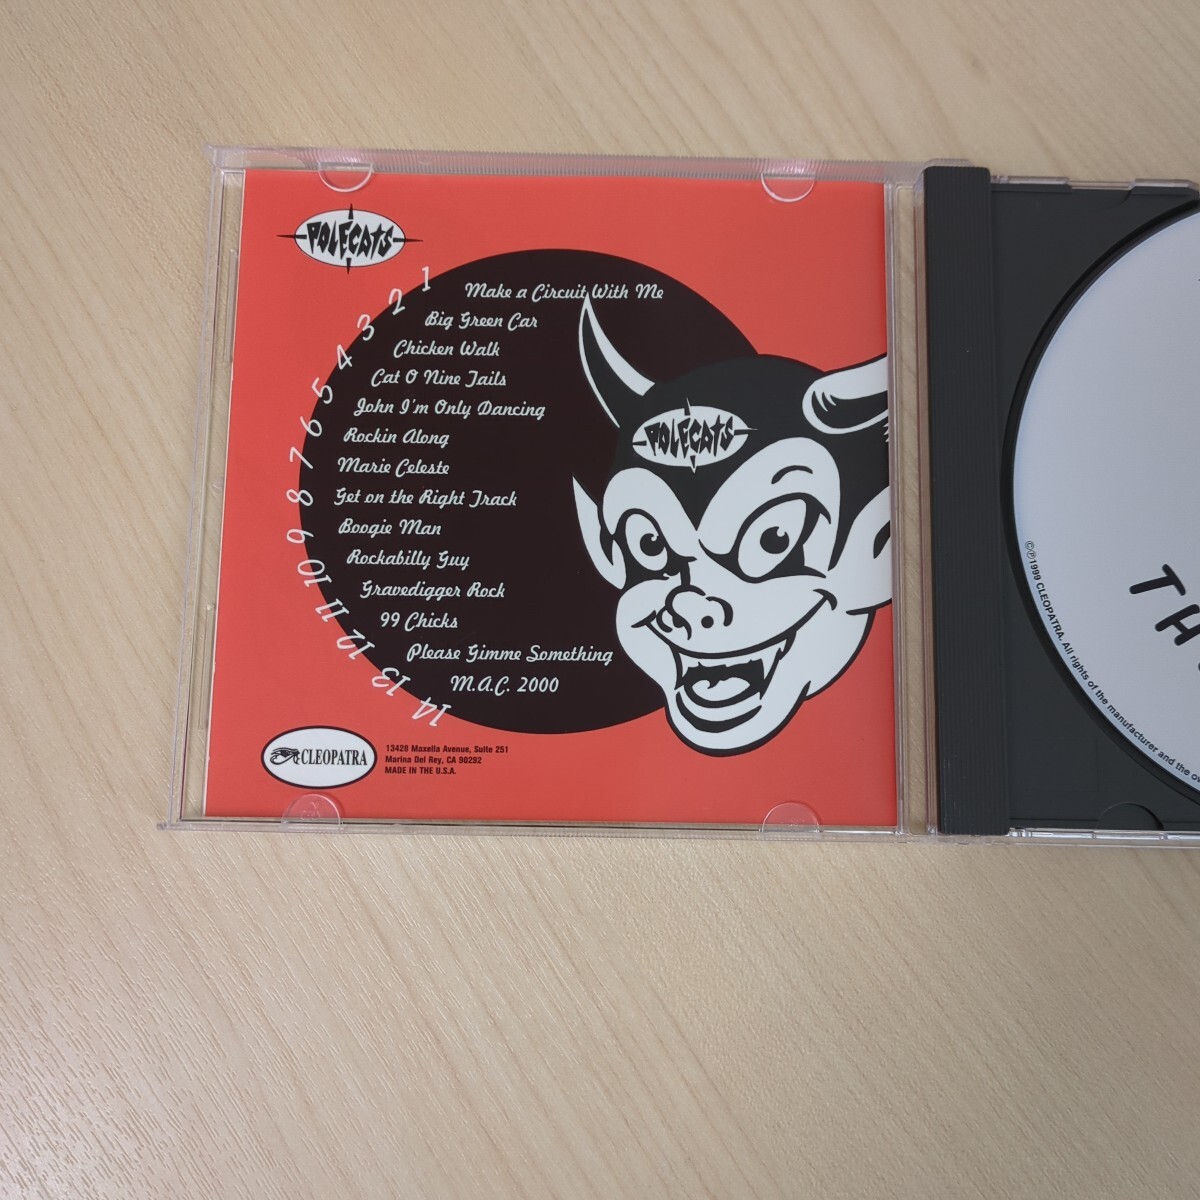 POLECATS
1 Make a Circuit With Me
2 Big Green Car
3 Chicken Walk
4 Cat O Nine Tails
5 John I'm Only Dancing
6 Rockin Along
7 Marie Celeste
8 Get on the Right Track
9 Boogie Man
10 Rockabilly Guy
11 Gravedigger Rock
12 99 Chicks
13 Please Gimme Something
14 M.A.C. 2000
POLECATS
CLEOPATRA
13428 Maxella Avenue, Suite 251
Marina Del Rey, CA 90292
MADE IN THE U.S.A.
©℗1999 CLEOPATRA. All rights of the manufacturer and the